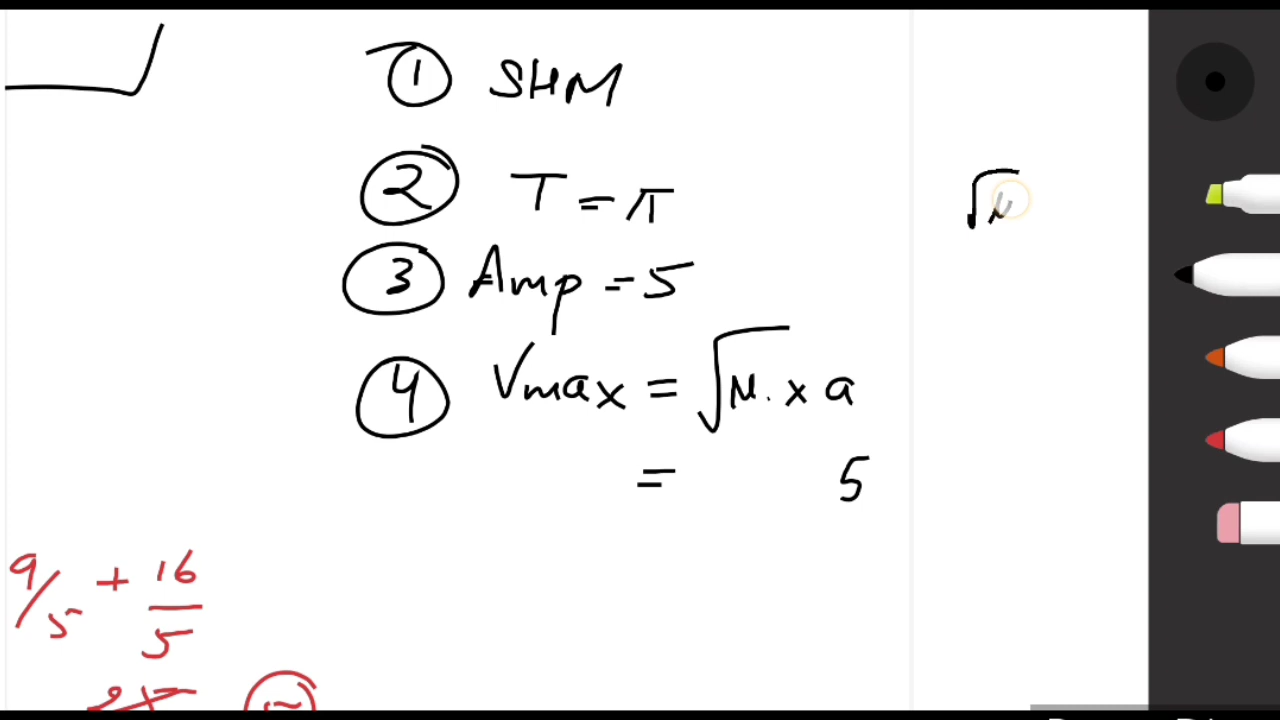 ① SHM
② T = π
√μ
③ Amp = 5
④ Vmax = √μ. x a
= 5
9/5 + 16/5